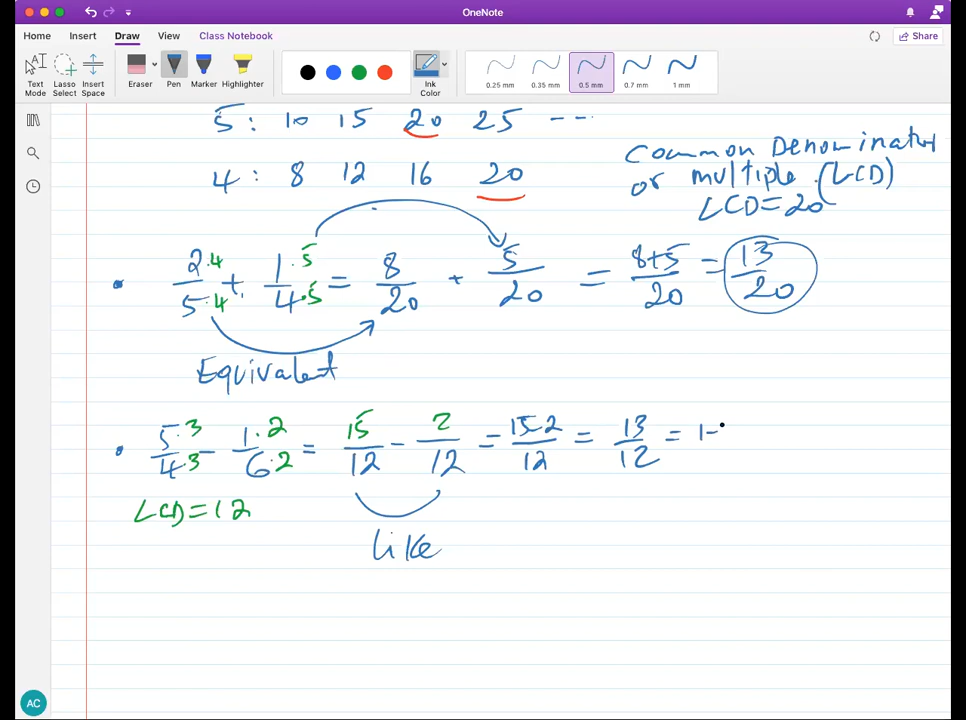 OneNote
Home Insert Draw View Class Notebook Share
Text Mode Lasso Select Insert Space Eraser Pen Marker Highlighter Ink Color 0.25 mm 0.35 mm 0.5 mm 0.7 mm 1 mm
5 : 10 15 20 25 ---
4 : 8 12 16 20
Common Denominator
or multiple (LCD)
LCD=20
• 2·4/5·4 + 1·5/4·5 = 8/20 + 5/20 = 8+5/20 = 13/20
Equivalent
• 5·3/4·3 - 1·2/6·2 = 15/12 - 2/12 = 15-2/12 = 13/12 = 1-
LCD=12
like
AC